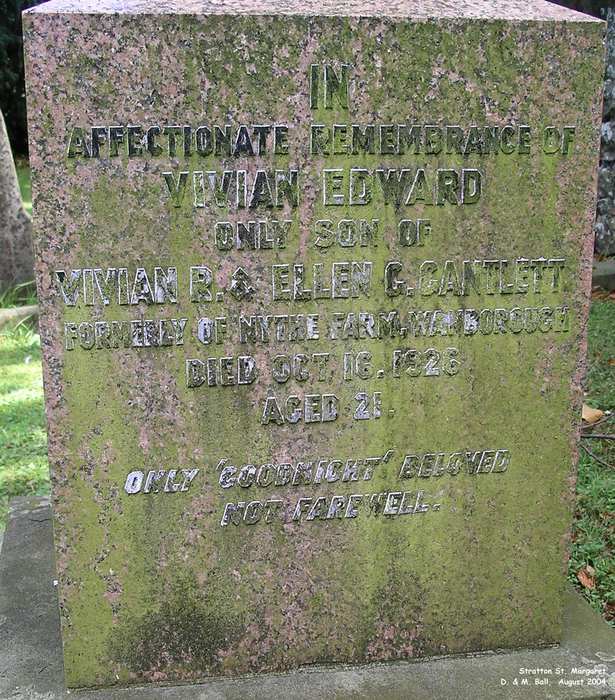 IN
AFFECTIONATE REMEMBRANCE OF
VIVIAN EDWARD
ONLY SON OF
VIVIAN R. & ELLEN G. CANTLETT
FORMERLY OF NYTHE FARM, WANBOROUGH
DIED OCT. 16. 1926
AGED 21.
ONLY 'GOODNIGHT' BELOVED
NOT FAREWELL.
Stratton St. Margaret
D. & M. Ball, August 2004